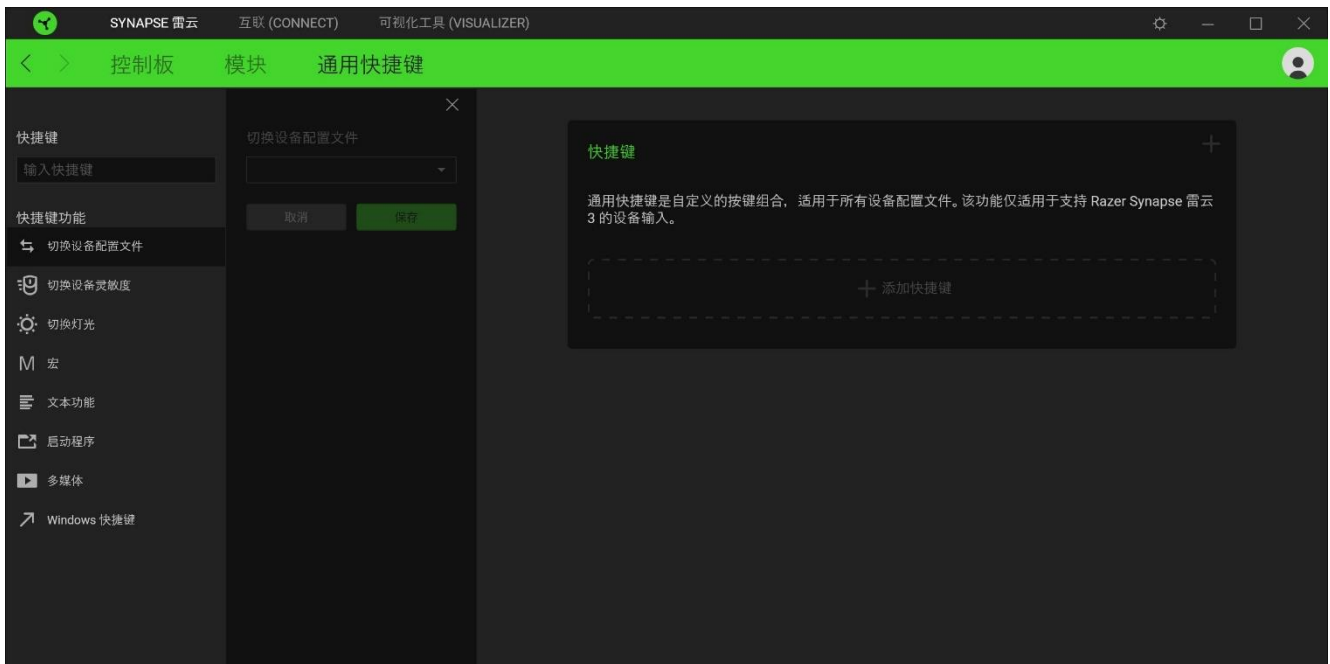 SYNAPSE 雷云 互联 (CONNECT) 可视化工具 (VISUALIZER)
控制板 模块 通用快捷键
快捷键
输入快捷键
快捷键功能
切换设备配置文件
切换设备灵敏度
切换灯光
M 宏
文本功能
启动程序
多媒体
Windows 快捷键
切换设备配置文件
取消 保存
快捷键
通用快捷键是自定义的按键组合，适用于所有设备配置文件。该功能仅适用于支持 Razer Synapse 雷云
3 的设备输入。
添加快捷键